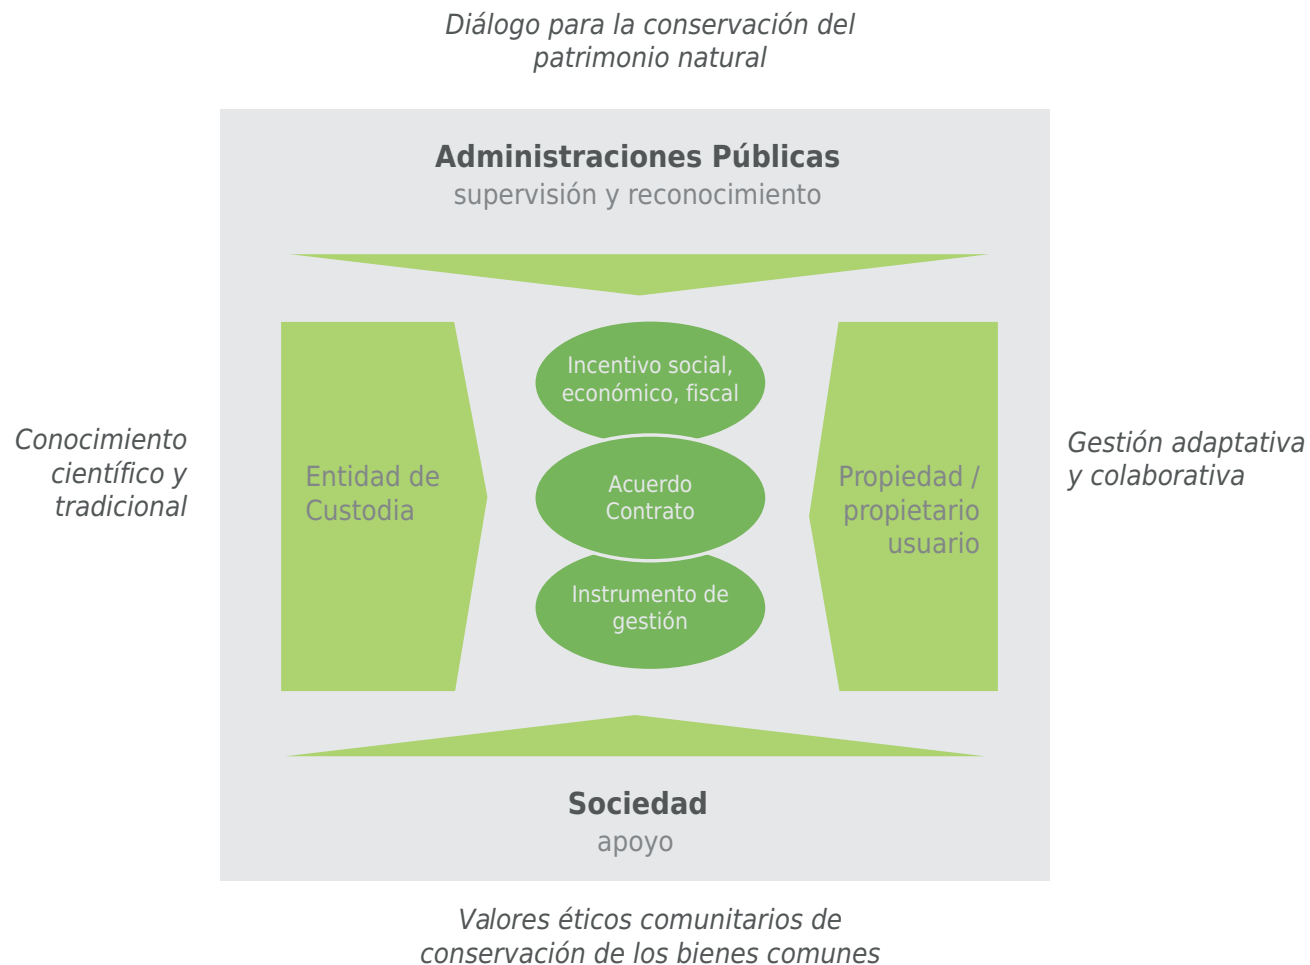 Diálogo para la conservación del
patrimonio natural
Administraciones Públicas
supervisión y reconocimiento
Incentivo social,
económico, fiscal
Conocimiento
científico y
tradicional
Entidad de
Custodia
Acuerdo
Contrato
Propiedad /
propietario
usuario
Gestión adaptativa
y colaborativa
Instrumento de
gestión
Sociedad
apoyo
Valores éticos comunitarios de
conservación de los bienes comunes